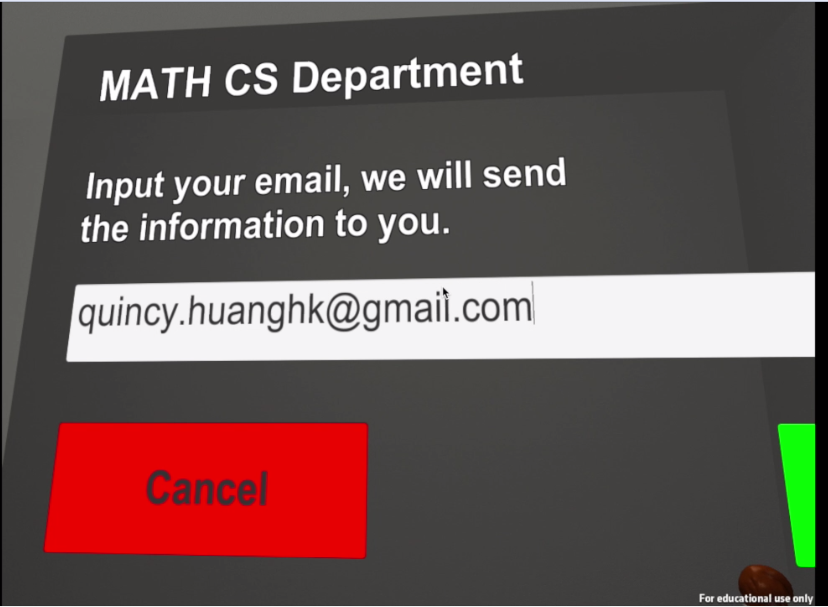 MATH CS Department
Input your email, we will send
the information to you.
quincy.huanghk@gmail.com
Cancel
For educational use only